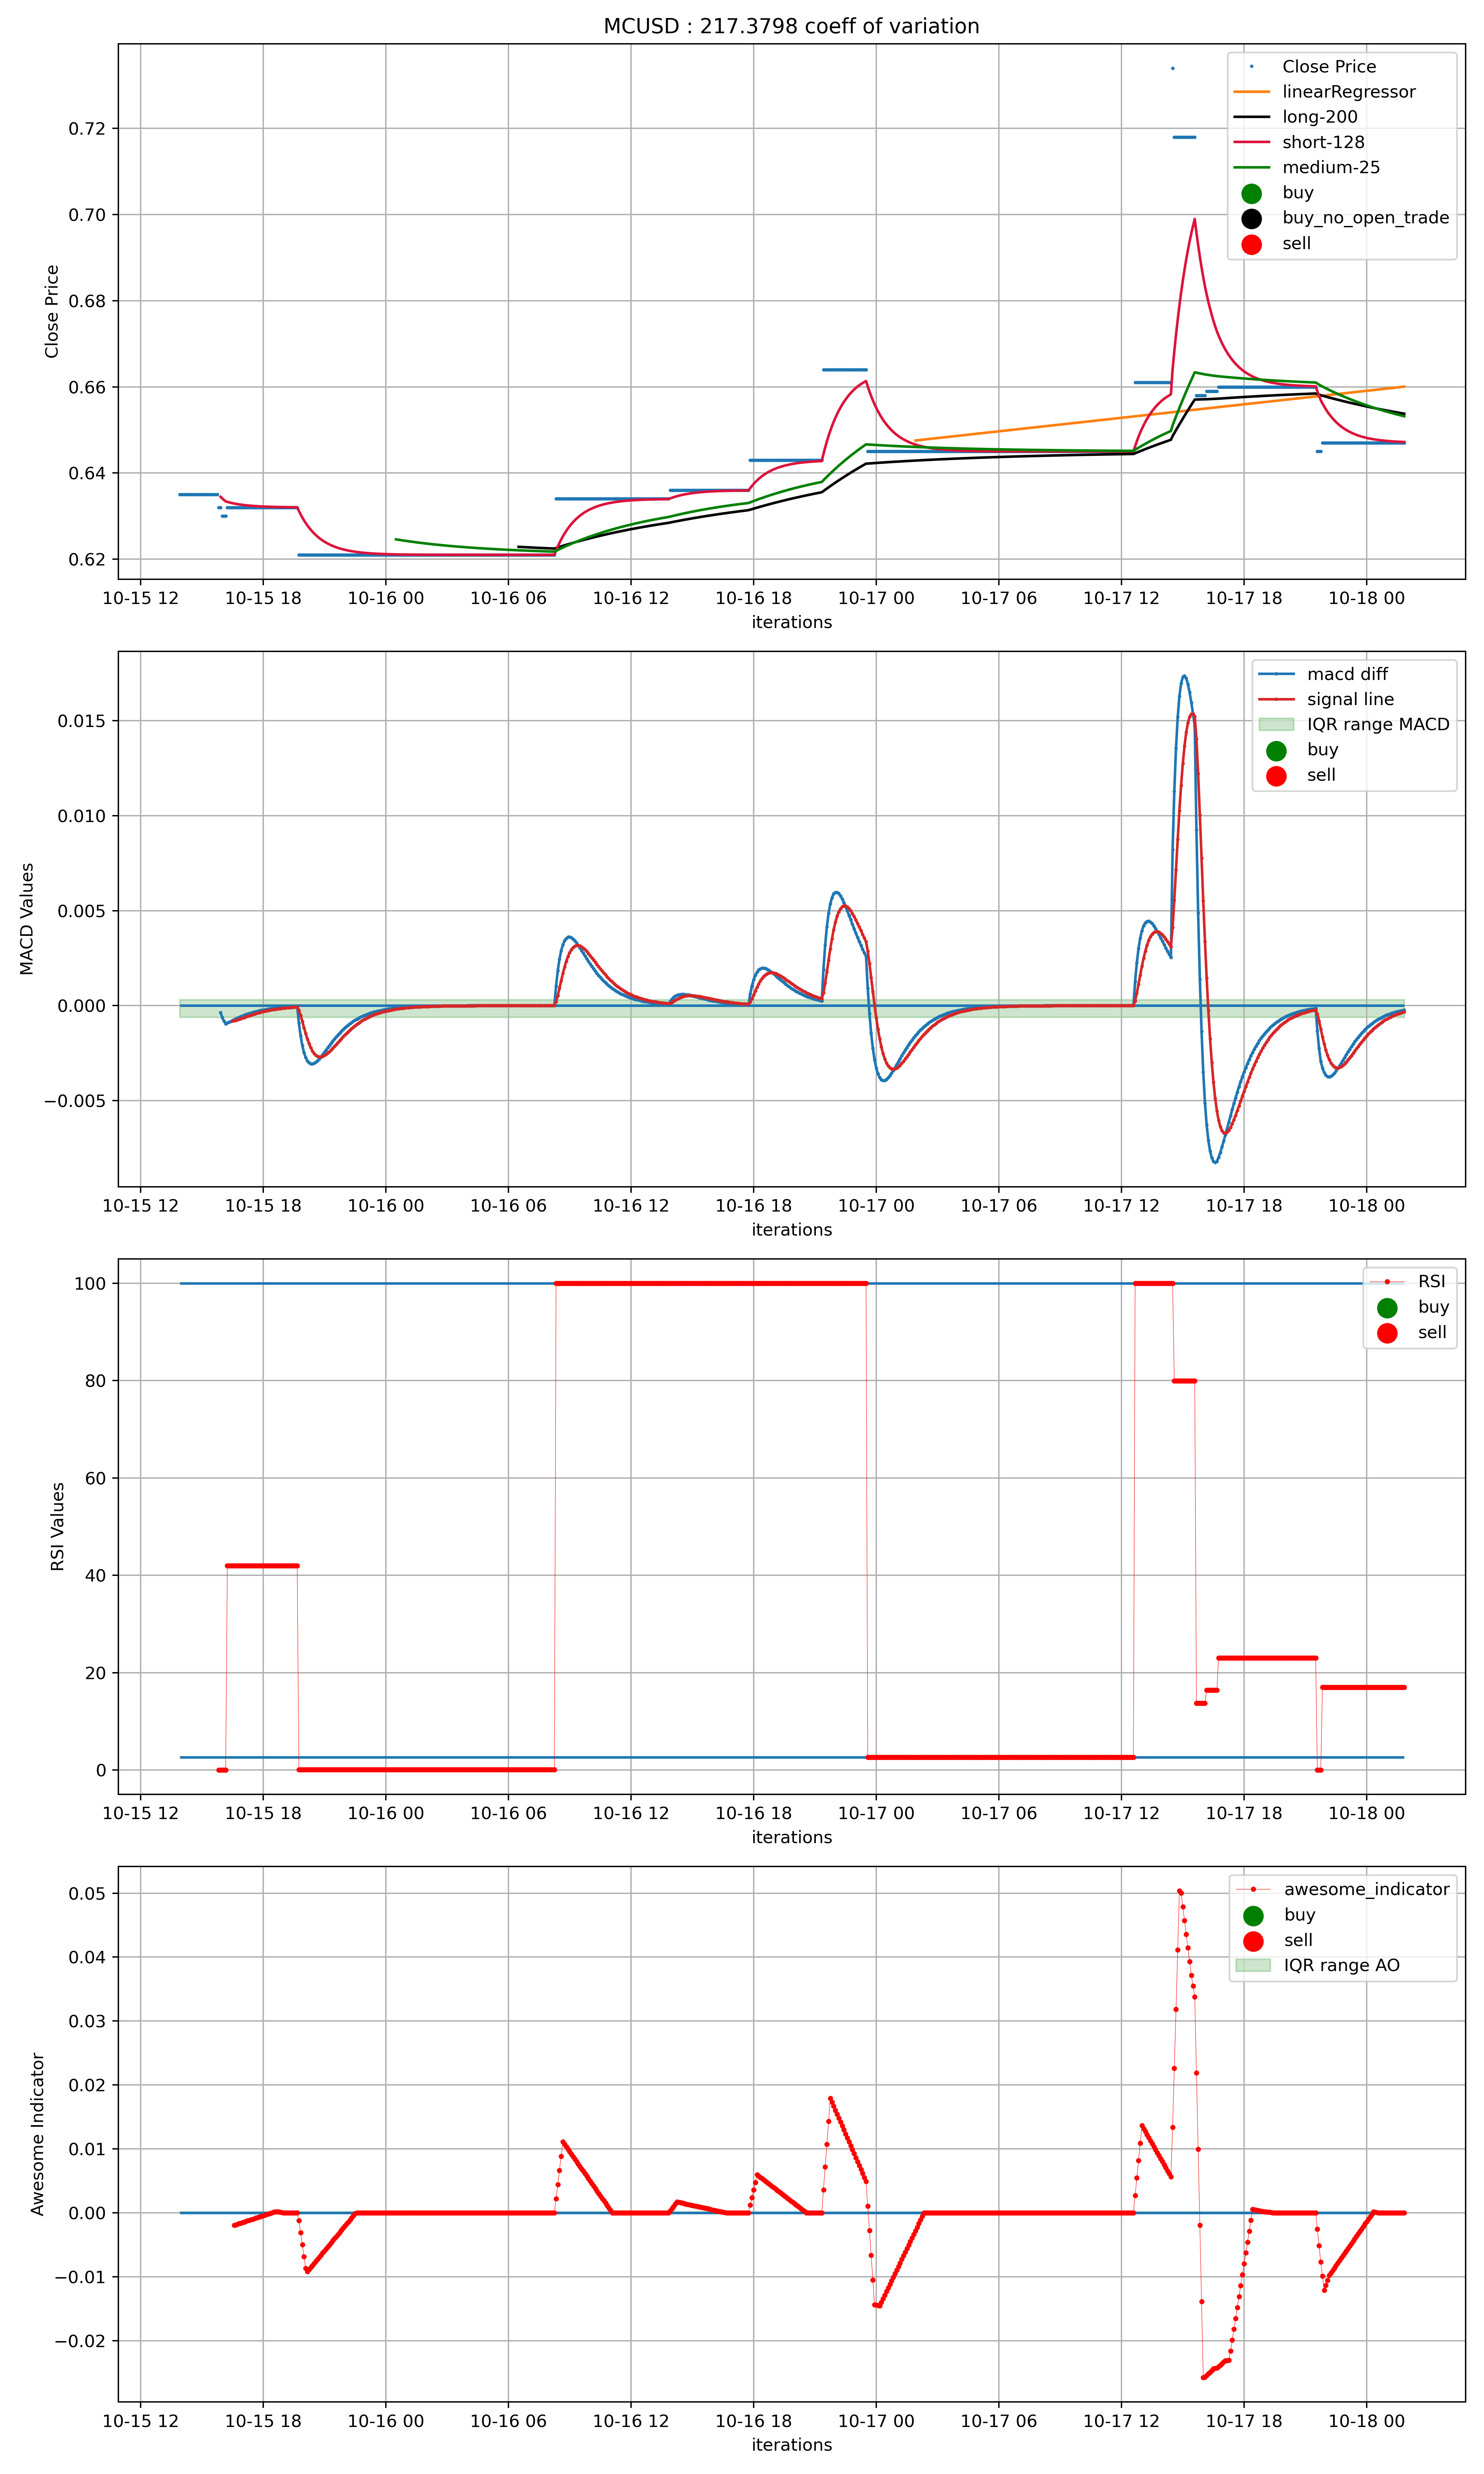 MCUSD : 217.3798 coeff of variation
Close Price
0.72
0.70
0.68
0.66
0.64
0.62
Close Price
linearRegressor
long-200
short-128
medium-25
buy
buy_no_open_trade
sell
10-15 12 10-15 18 10-16 00 10-16 06 10-16 12 10-16 18 10-17 00 10-17 06 10-17 12 10-17 18 10-18 00
iterations
MACD Values
0.015
0.010
0.005
0.000
−0.005
macd diff
signal line
IQR range MACD
buy
sell
10-15 12 10-15 18 10-16 00 10-16 06 10-16 12 10-16 18 10-17 00 10-17 06 10-17 12 10-17 18 10-18 00
iterations
RSI Values
100
80
60
40
20
0
RSI
buy
sell
10-15 12 10-15 18 10-16 00 10-16 06 10-16 12 10-16 18 10-17 00 10-17 06 10-17 12 10-17 18 10-18 00
iterations
Awesome Indicator
0.05
0.04
0.03
0.02
0.01
0.00
−0.01
−0.02
awesome_indicator
buy
sell
IQR range AO
10-15 12 10-15 18 10-16 00 10-16 06 10-16 12 10-16 18 10-17 00 10-17 06 10-17 12 10-17 18 10-18 00
iterations